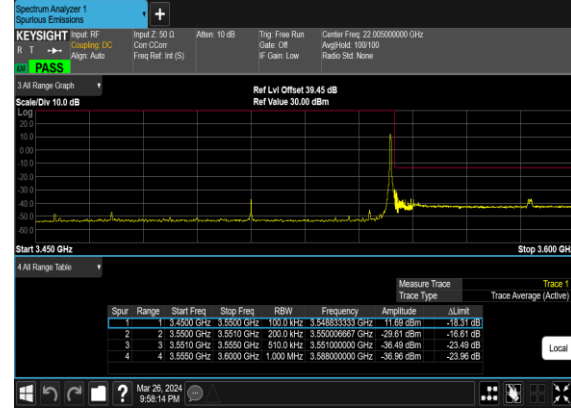 Spectrum Analyzer 1
Spurious Emissions
KEYSIGHT Input: RF Input Z: 50 Ω Atten: 10 dB Trig: Free Run Center Freq: 22.005000000 GHz
R T Coupling: DC Corr CCorr Gate: Off Avg|Hold: 100/100
Align: Auto Freq Ref: Int (S) IF Gain: Low Radio Std: None
PASS
3 All Range Graph
Ref Lvl Offset 39.45 dB
Scale/Div 10.0 dB Ref Value 30.00 dBm
Log
20.0
10.0
0.00
-10.0
-20.0
-30.0
-40.0
-50.0
-60.0
Start 3.450 GHz Stop 3.600 GHz
4 All Range Table
Measure Trace Trace 1
Trace Type Trace Average (Active)
Spur Range Start Freq Stop Freq RBW Frequency Amplitude ΔLimit
1 1 3.4500 GHz 3.5500 GHz 100.0 kHz 3.548833333 GHz 11.69 dBm -18.31 dB
2 2 3.5500 GHz 3.5510 GHz 200.0 kHz 3.550006667 GHz -29.61 dBm -16.61 dB
3 3 3.5510 GHz 3.5550 GHz 510.0 kHz 3.551000000 GHz -36.49 dBm -23.49 dB
4 4 3.5550 GHz 3.6000 GHz 1.000 MHz 3.588000000 GHz -36.96 dBm -23.96 dB
Local
? Mar 26, 2024
9:58:14 PM